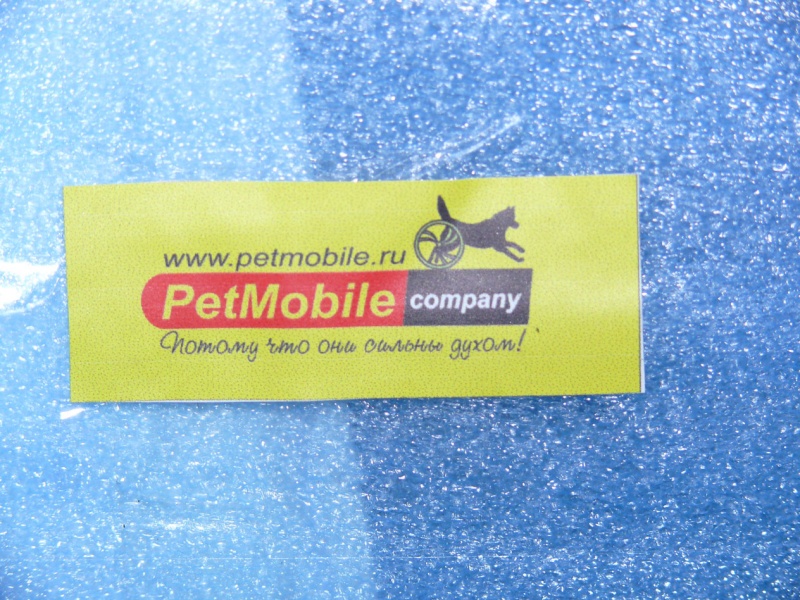 www.petmobile.ru
PetMobile company
Потому что они сильны духом!